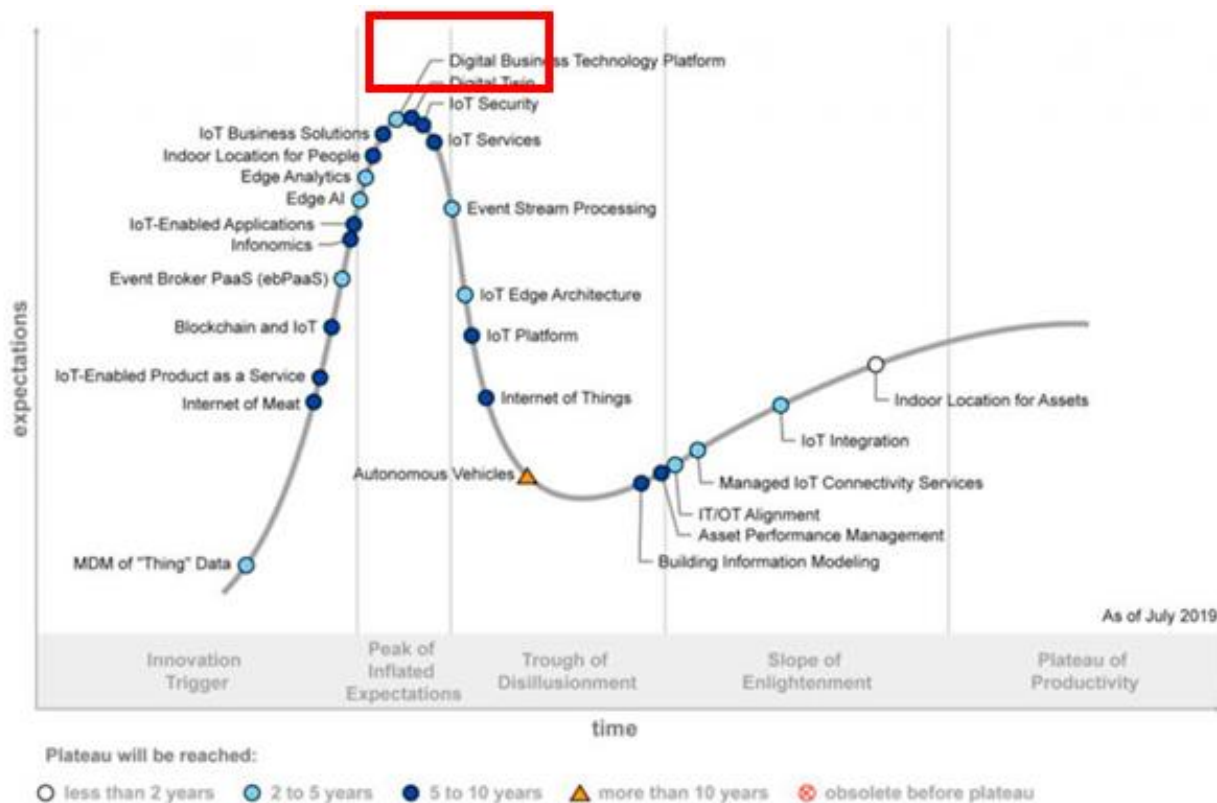 Digital Business Technology Platform
Digital Twin
IoT Security
IoT Business Solutions
IoT Services
Indoor Location for People
Edge Analytics
Edge AI
Event Stream Processing
IoT-Enabled Applications
Infonomics
Event Broker PaaS (ebPaaS)
IoT Edge Architecture
Blockchain and IoT
IoT Platform
IoT-Enabled Product as a Service
Internet of Meat
Internet of Things
Indoor Location for Assets
IoT Integration
Autonomous Vehicles
Managed IoT Connectivity Services
IT/OT Alignment
Asset Performance Management
Building Information Modeling
MDM of "Thing" Data
expectations
As of July 2019
Innovation
Trigger
Peak of
Inflated
Expectations
Trough of
Disillusionment
Slope of
Enlightenment
Plateau of
Productivity
time
Plateau will be reached:
less than 2 years
2 to 5 years
5 to 10 years
more than 10 years
obsolete before plateau